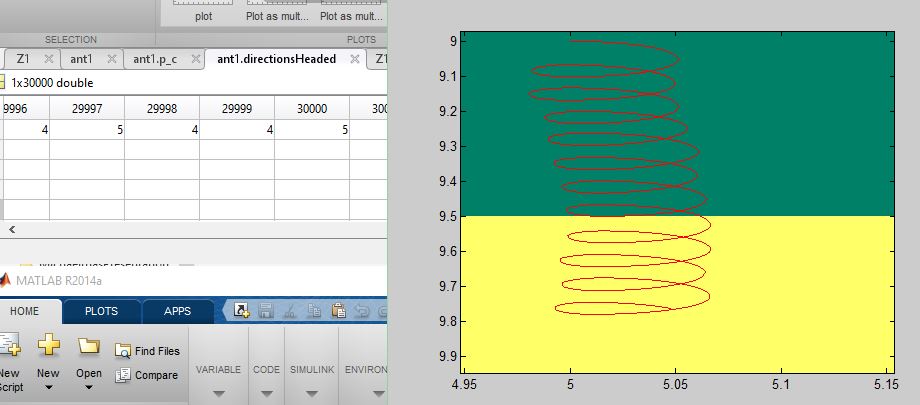 plot Plot as mult... Plot as mult...
SELECTION PLOTS
Z1 ant1 ant1.p_c ant1.directionsHeaded Z1
1x30000 double
9996 29997 29998 29999 30000 300
4 5 4 4 5
MATLAB R2014a
HOME PLOTS APPS
New Script New Open Find Files Compare
VARIABLE CODE SIMULINK ENVIRON
9
9.1
9.2
9.3
9.4
9.5
9.6
9.7
9.8
9.9
4.95 5 5.05 5.1 5.15